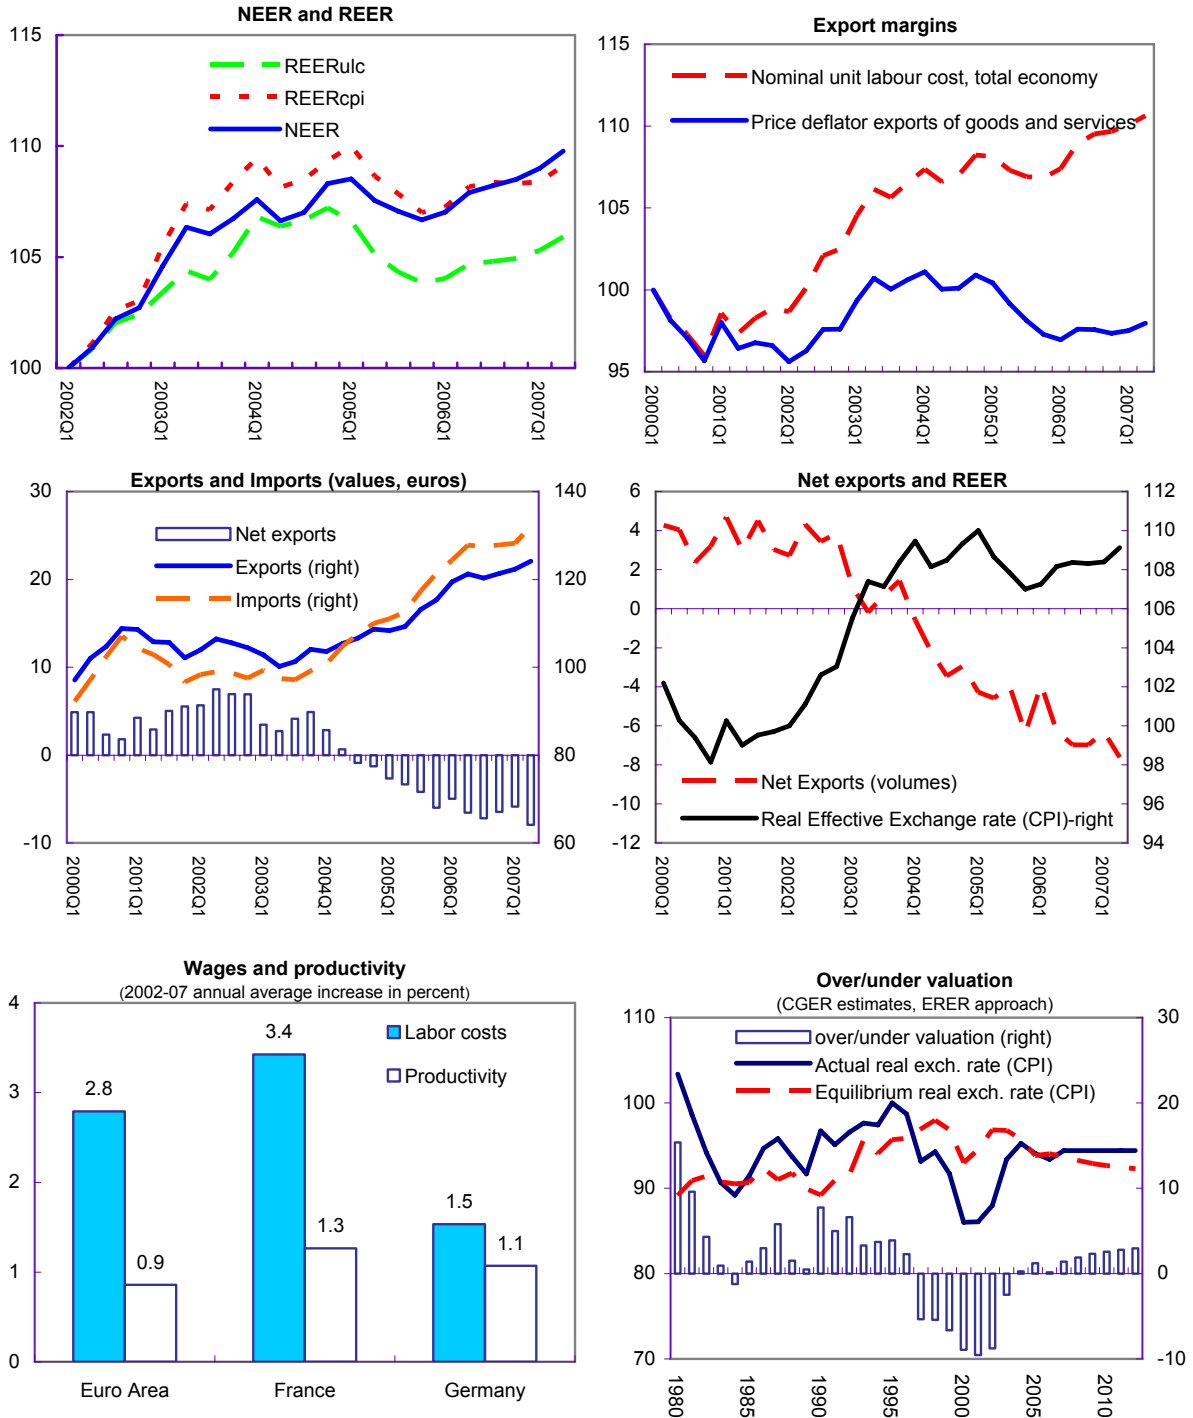 NEER and REER
115
110
105
100
REERulc
REERcpi
NEER
2002Q1
2003Q1
2004Q1
2005Q1
2006Q1
2007Q1
Export margins
115
110
105
100
95
Nominal unit labour cost, total economy
Price deflator exports of goods and services
2000Q1
2001Q1
2002Q1
2003Q1
2004Q1
2005Q1
2006Q1
2007Q1
Exports and Imports (values, euros)
30
20
10
0
-10
140
120
100
80
60
Net exports
Exports (right)
Imports (right)
2000Q1
2001Q1
2002Q1
2003Q1
2004Q1
2005Q1
2006Q1
2007Q1
Net exports and REER
6
4
2
0
-2
-4
-6
-8
-10
-12
112
110
108
106
104
102
100
98
96
94
Net Exports (volumes)
Real Effective Exchange rate (CPI)-right
2000Q1
2001Q1
2002Q1
2003Q1
2004Q1
2005Q1
2006Q1
2007Q1
Wages and productivity
(2002-07 annual average increase in percent)
4
3
2
1
0
Labor costs
Productivity
2.8
0.9
3.4
1.3
1.5
1.1
Euro Area
France
Germany
Over/under valuation
(CGER estimates, ERER approach)
110
100
90
80
70
30
20
10
0
-10
over/under valuation (right)
Actual real exch. rate (CPI)
Equilibrium real exch. rate (CPI)
1980
1985
1990
1995
2000
2005
2010